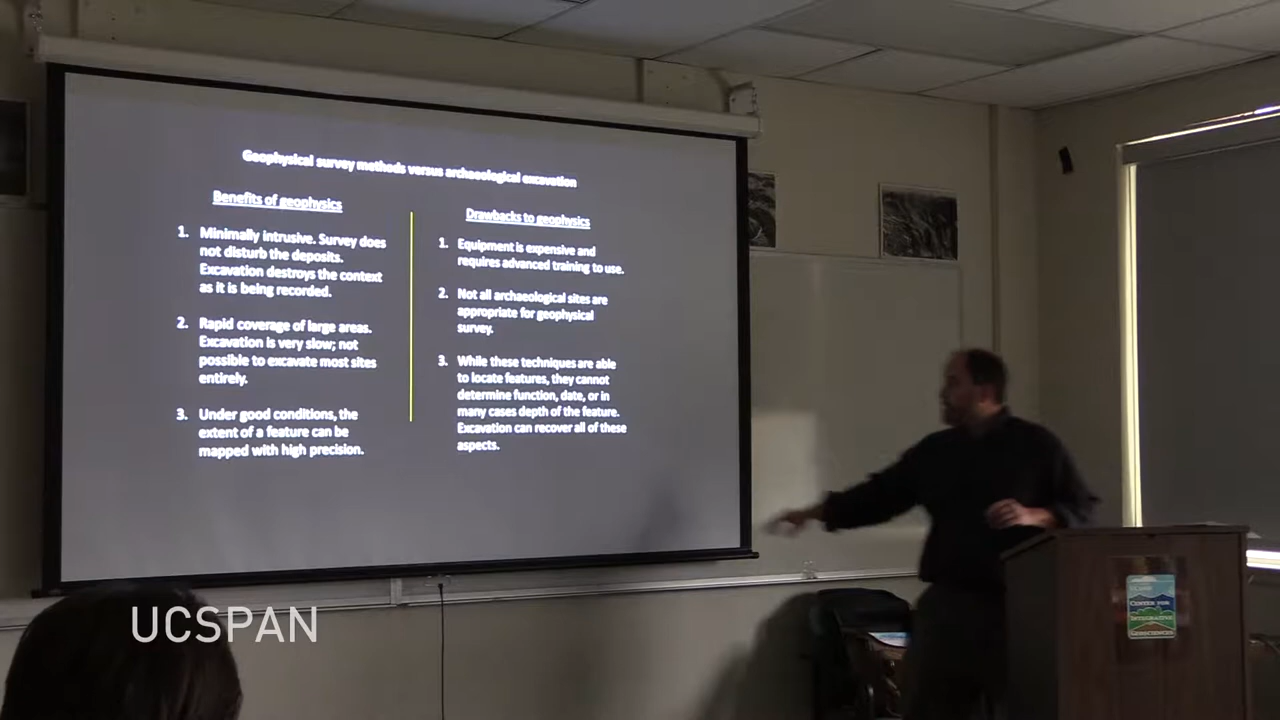 Geophysical survey methods versus archaeological excavation
Benefits of geophysics
1. Minimally intrusive. Survey does
not disturb the deposits.
Excavation destroys the context
as it is being recorded.
2. Rapid coverage of large areas.
Excavation is very slow; not
possible to excavate most sites
entirely.
3. Under good conditions, the
extent of a feature can be
mapped with high precision.
Drawbacks to geophysics
1. Equipment is expensive and
requires advanced training to use.
2. Not all archaeological sites are
appropriate for geophysical
survey.
3. While these techniques are able
to locate features, they cannot
determine function, date, or in
many cases depth of the feature.
Excavation can recover all of these
aspects.
CENTER FOR
INTEGRATIVE
GEOSCIENCES
UCSPAN